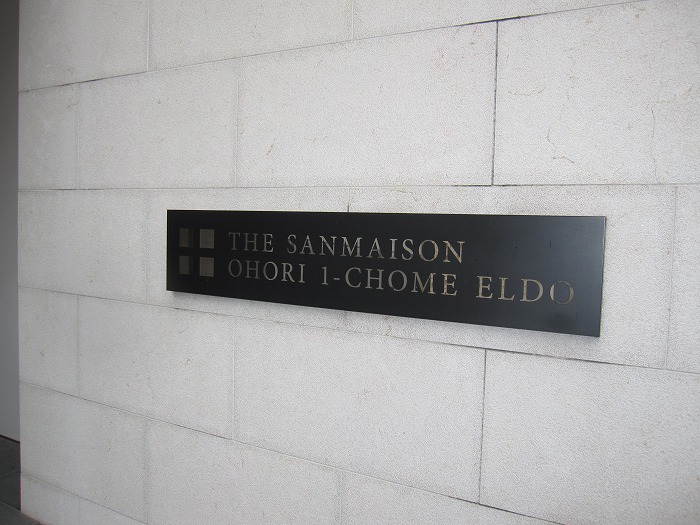 THE SANMAISON
OHORI 1-CHOME ELDO